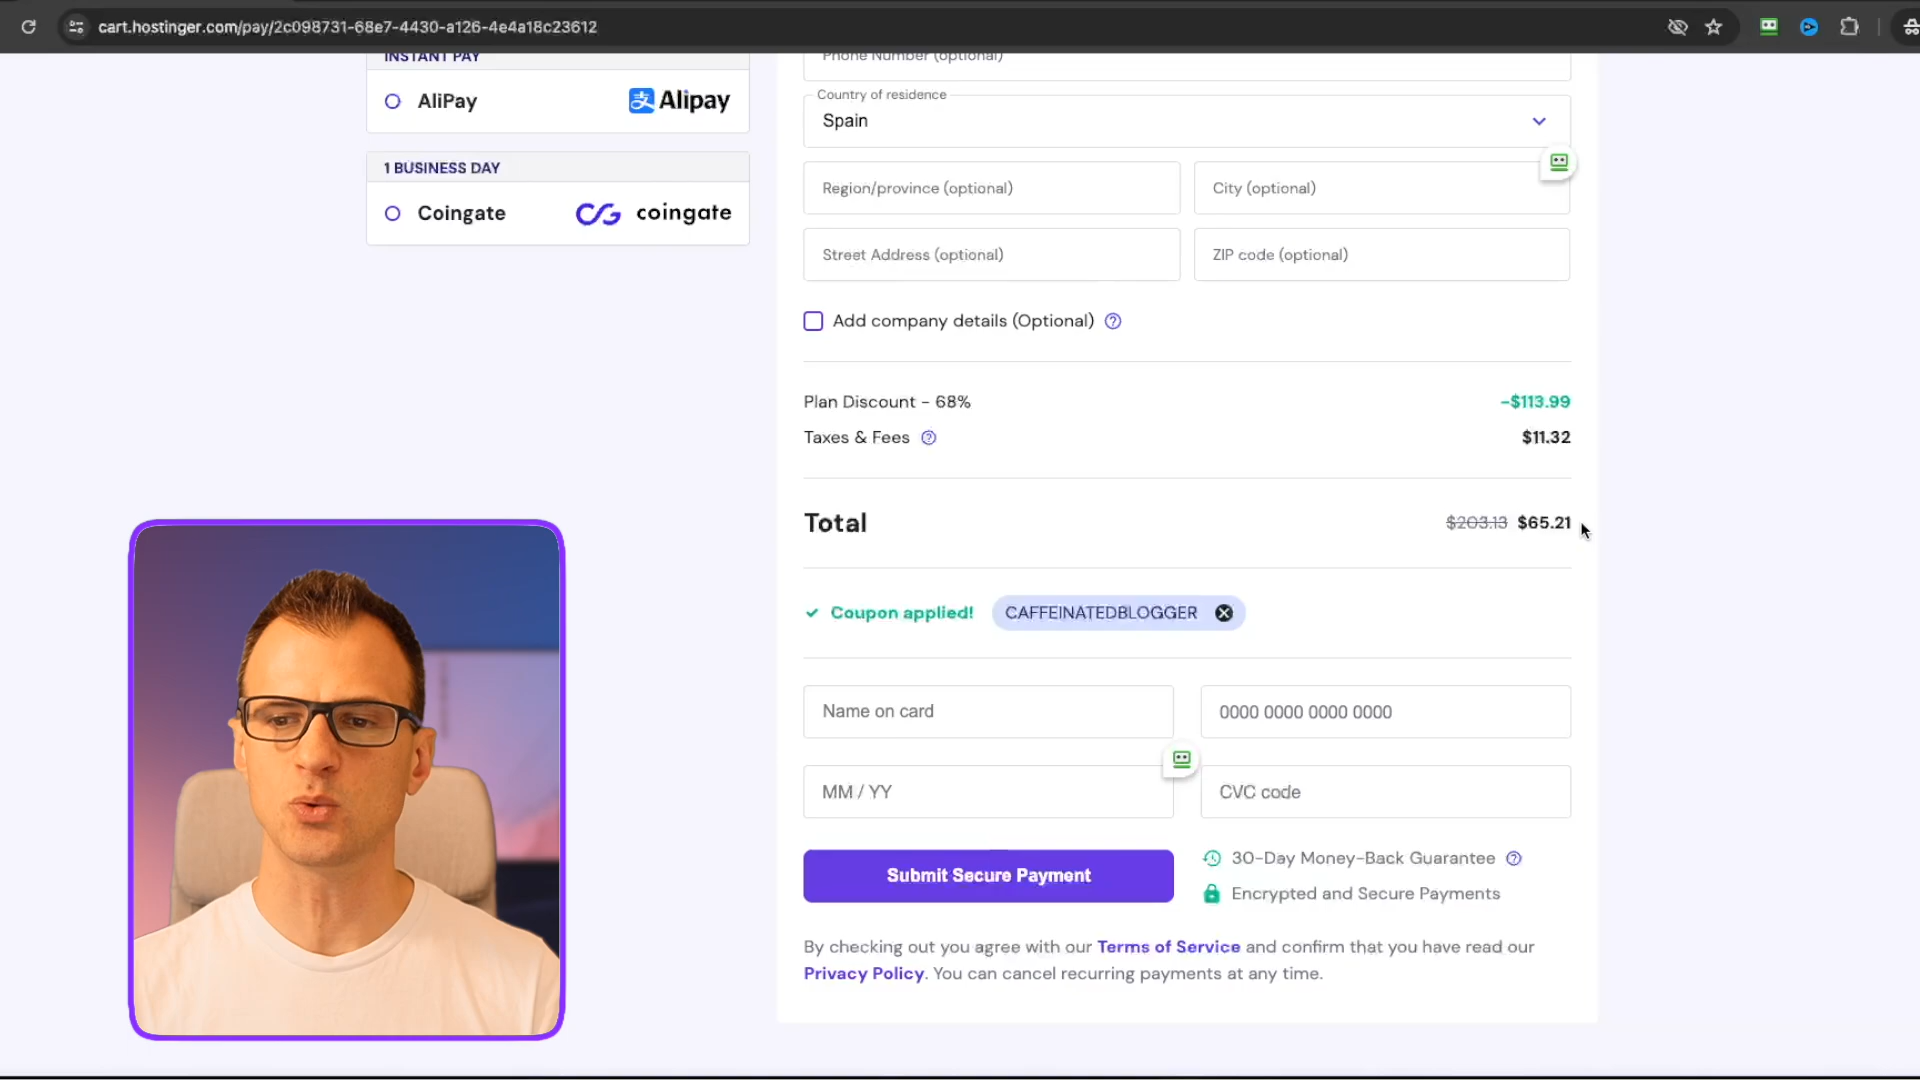 cart.hostinger.com/pay/2c098731-68e7-4430-a126-4e4a18c23612
INSTANT PAY
AliPay
支 Alipay
1 BUSINESS DAY
Coingate
CG coingate
Phone Number (optional)
Country of residence
Spain
Region/province (optional)
City (optional)
Street Address (optional)
ZIP code (optional)
Add company details (Optional) ?
Plan Discount - 68%
-$113.99
Taxes & Fees ?
$11.32
Total
$203.13 $65.21
Coupon applied!
CAFFEINATEDBLOGGER
Name on card
0000 0000 0000 0000
MM / YY
CVC code
Submit Secure Payment
30-Day Money-Back Guarantee ?
Encrypted and Secure Payments
By checking out you agree with our Terms of Service and confirm that you have read our
Privacy Policy. You can cancel recurring payments at any time.